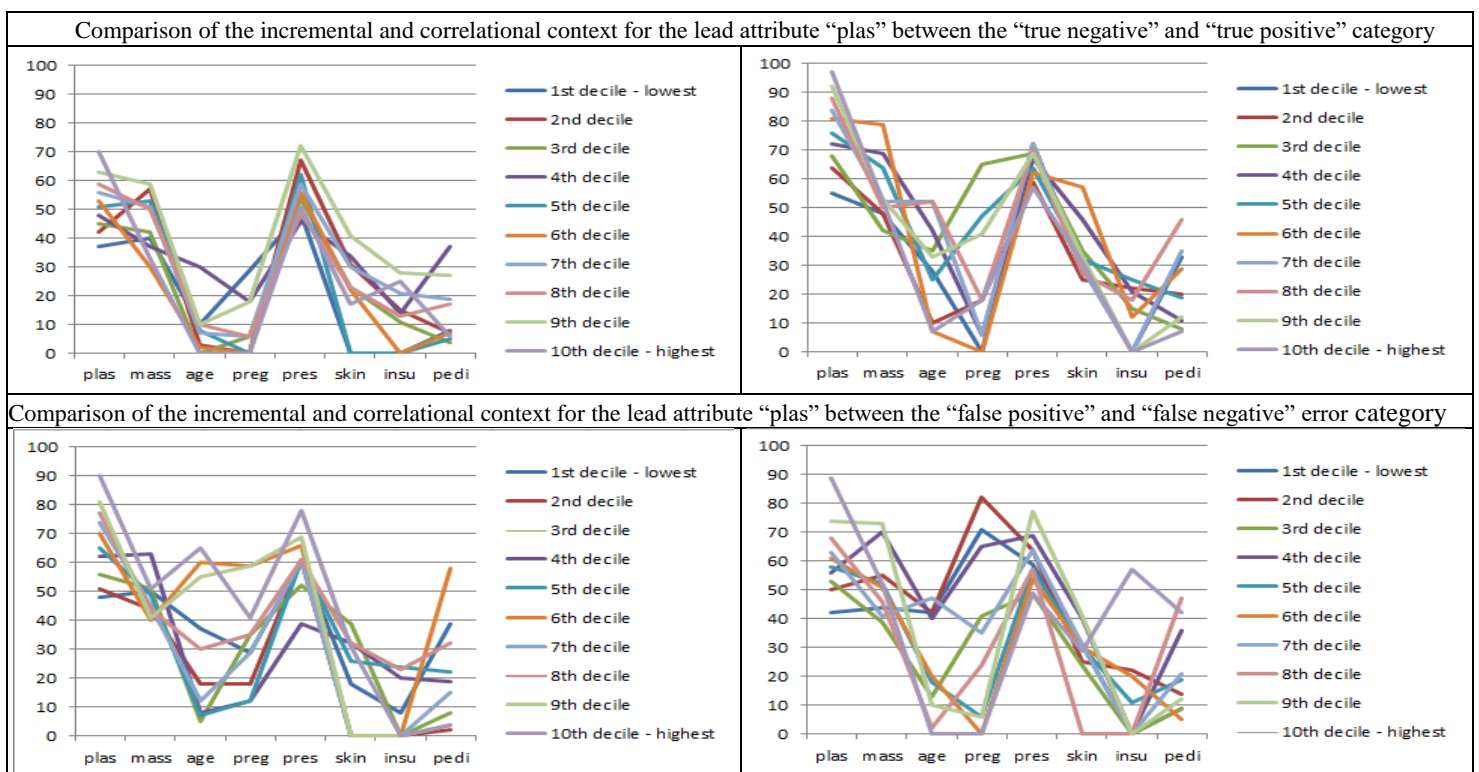 Comparison of the incremental and correlational context for the lead attribute “plas” between the “true negative” and “true positive” category
100
90
80
70
60
50
40
30
20
10
0
plas mass age preg pres skin insu pedi
1st decile - lowest
2nd decile
3rd decile
4th decile
5th decile
6th decile
7th decile
8th decile
9th decile
10th decile - highest
100
90
80
70
60
50
40
30
20
10
0
plas mass age preg pres skin insu pedi
1st decile - lowest
2nd decile
3rd decile
4th decile
5th decile
6th decile
7th decile
8th decile
9th decile
10th decile - highest
Comparison of the incremental and correlational context for the lead attribute “plas” between the “false positive” and “false negative” error category
100
90
80
70
60
50
40
30
20
10
0
plas mass age preg pres skin insu pedi
1st decile - lowest
2nd decile
3rd decile
4th decile
5th decile
6th decile
7th decile
8th decile
9th decile
10th decile - highest
100
90
80
70
60
50
40
30
20
10
0
plas mass age preg pres skin insu pedi
1st decile - lowest
2nd decile
3rd decile
4th decile
5th decile
6th decile
7th decile
8th decile
9th decile
10th decile - highest